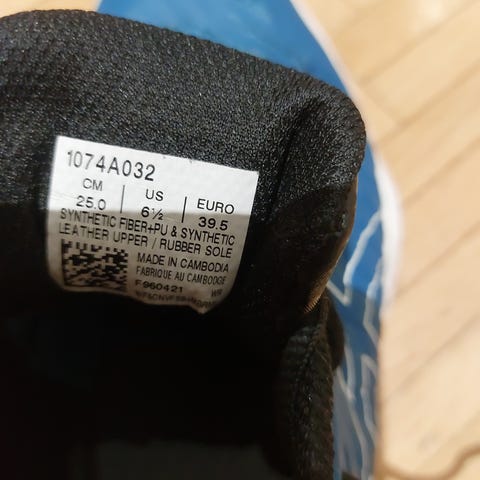 1074A032
CM | US | EURO
25.0 | 6½ | 39.5
SYNTHETIC FIBER+PU & SYNTHETIC
LEATHER UPPER / RUBBER SOLE
MADE IN CAMBODIA
FABRIQUE AU CAMBODGE
F960421 WR